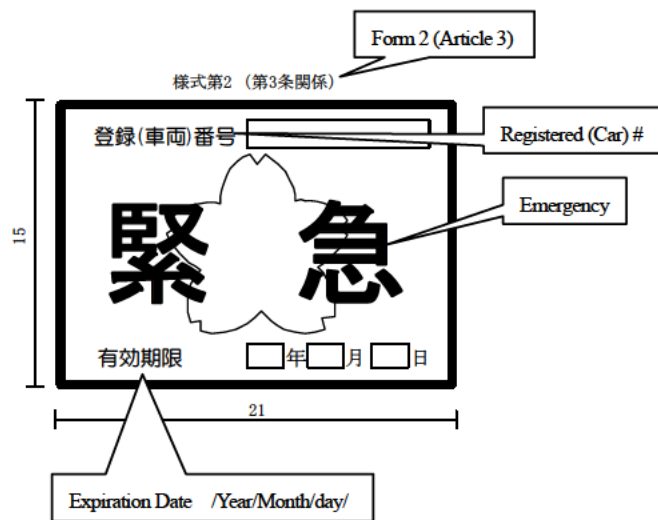 Form 2 (Article 3)
様式第2 (第3条関係)
登録(車両)番号
Registered (Car) #
緊急
Emergency
15
有効期限 年 月 日
21
Expiration Date /Year/Month/day/